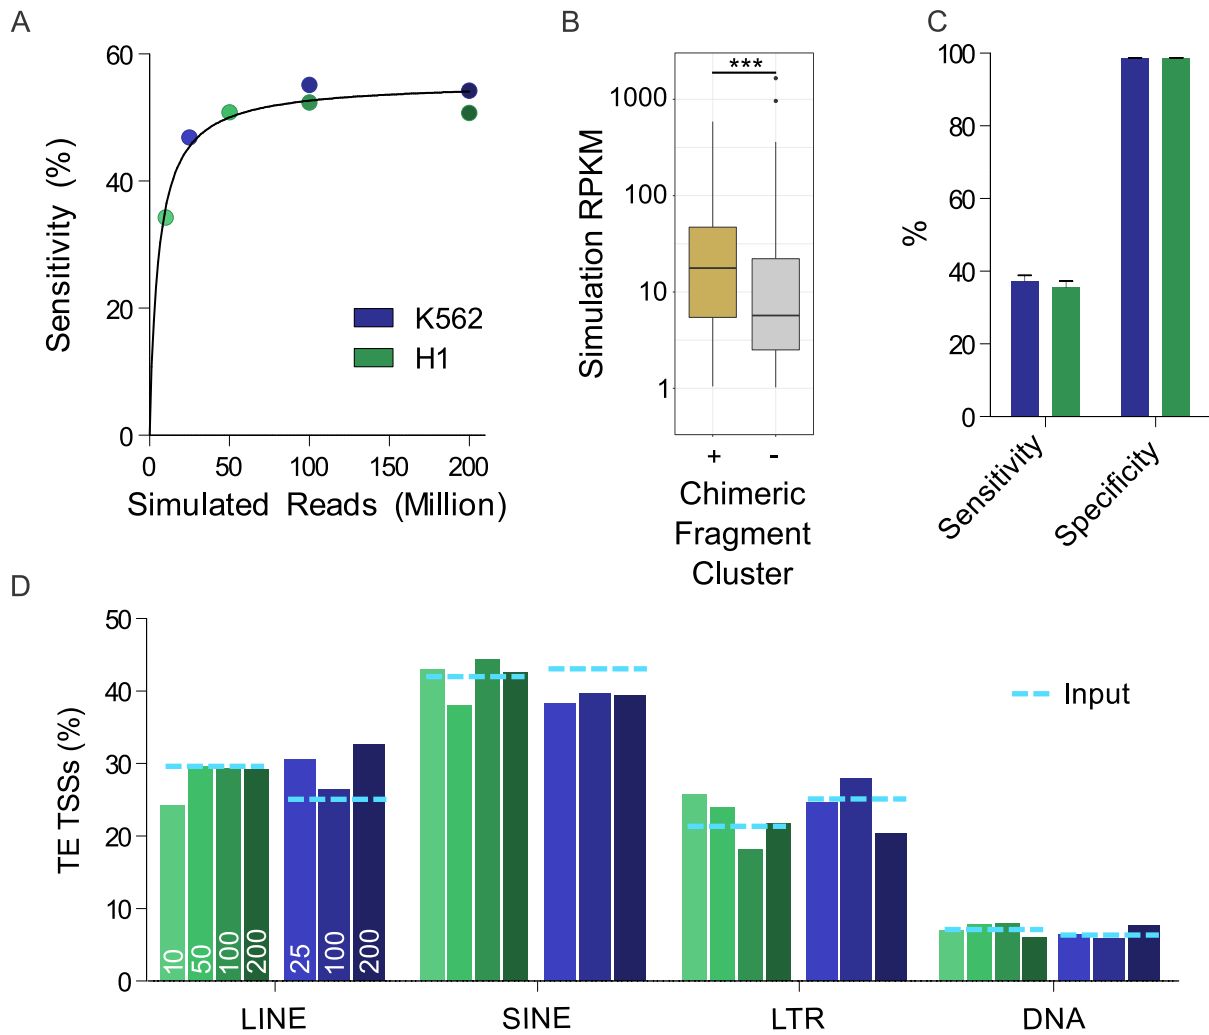 A
60
40
20
0
Sensitivity (%)
0 50 100 150 200
Simulated Reads (Million)
K562
H1
B
***
1000
100
10
1
Simulation RPKM
+ -
Chimeric
Fragment
Cluster
C
100
80
60
40
20
0
%
Sensitivity
Specificity
D
50
40
30
20
10
0
TE TSSs (%)
Input
10 50 100 200 25 100 200
LINE SINE LTR DNA